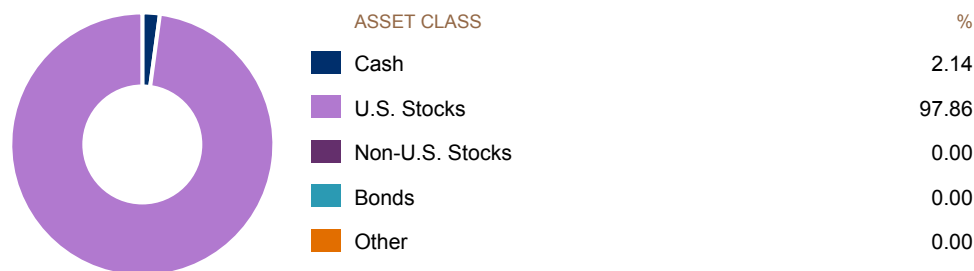 ASSET CLASS %
Cash 2.14
U.S. Stocks 97.86
Non-U.S. Stocks 0.00
Bonds 0.00
Other 0.00